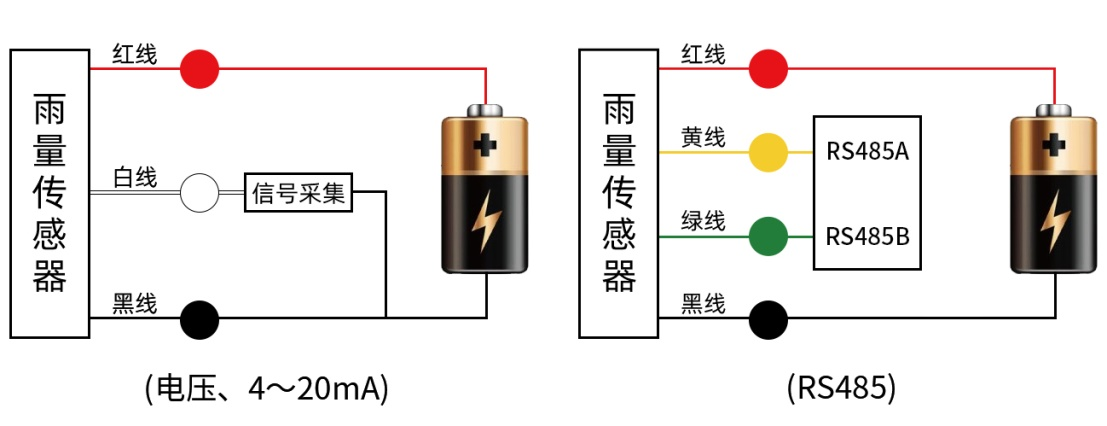 红线
雨量传感器
白线
信号采集
黑线
(电压、4～20mA)
红线
雨量传感器
黄线
RS485A
绿线
RS485B
黑线
(RS485)